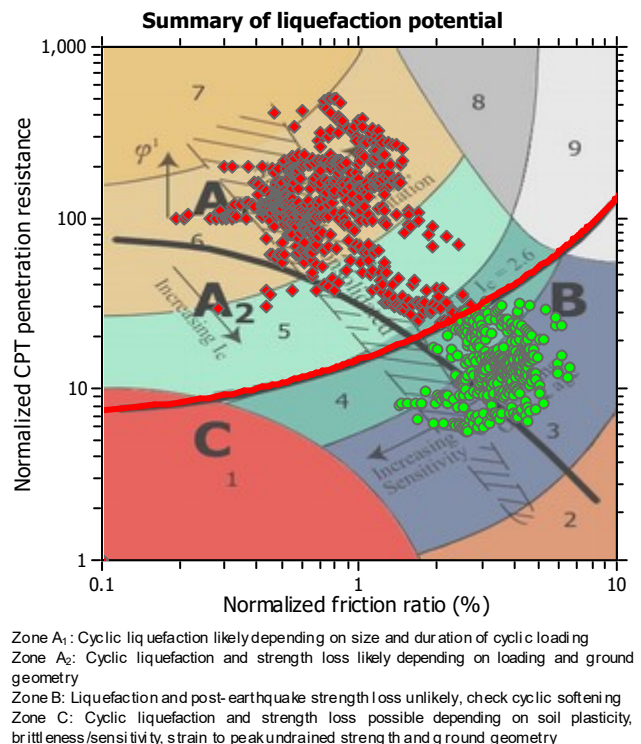 Summary of liquefaction potential
1,000
7
8
9
φ'
A
100
6
I_c = 2.6
A₂
B
Increasing I_c
5
10
4
3
C
1
Increasing
Sensitivity
2
1
0.1
1
10
Normalized CPT penetration resistance
Normalized friction ratio (%)
Zone A₁: Cyclic liquefaction likely depending on size and duration of cyclic loading
Zone A₂: Cyclic liquefaction and strength loss likely depending on loading and ground
geometry
Zone B: Liquefaction and post-earthquake strength loss unlikely, check cyclic softening
Zone C: Cyclic liquefaction and strength loss possible depending on soil plasticity,
brittleness/sensitivity, strain to peak undrained strength and ground geometry